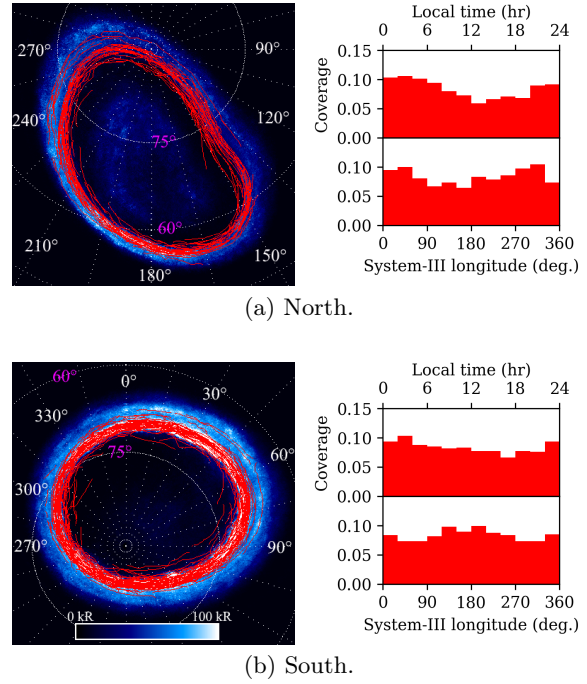 270°
90°
240°
120°
75°
60°
210°
180°
150°
Local time (hr)
0 6 12 18 24
Coverage
0.15
0.10
0.05
0.00
0.10
0.05
0.00
0 90 180 270 360
System-III longitude (deg.)
(a) North.
60°
0°
30°
330°
75°
60°
300°
270°
90°
0 kR 100 kR
Local time (hr)
0 6 12 18 24
Coverage
0.15
0.10
0.05
0.00
0.10
0.05
0.00
0 90 180 270 360
System-III longitude (deg.)
(b) South.